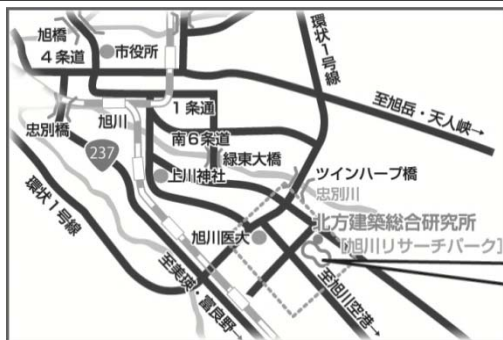 旭橋
4条道
市役所
環状1号線
至旭岳・天人峡→
1条通
旭川
忠別橋
南6条道
緑東大橋
237
ツインハープ橋
忠別川
上川神社
環状1号線
北方建築総合研究所
[旭川リサーチパーク]
旭川医大
至美瑛・富良野→
至旭川空港→